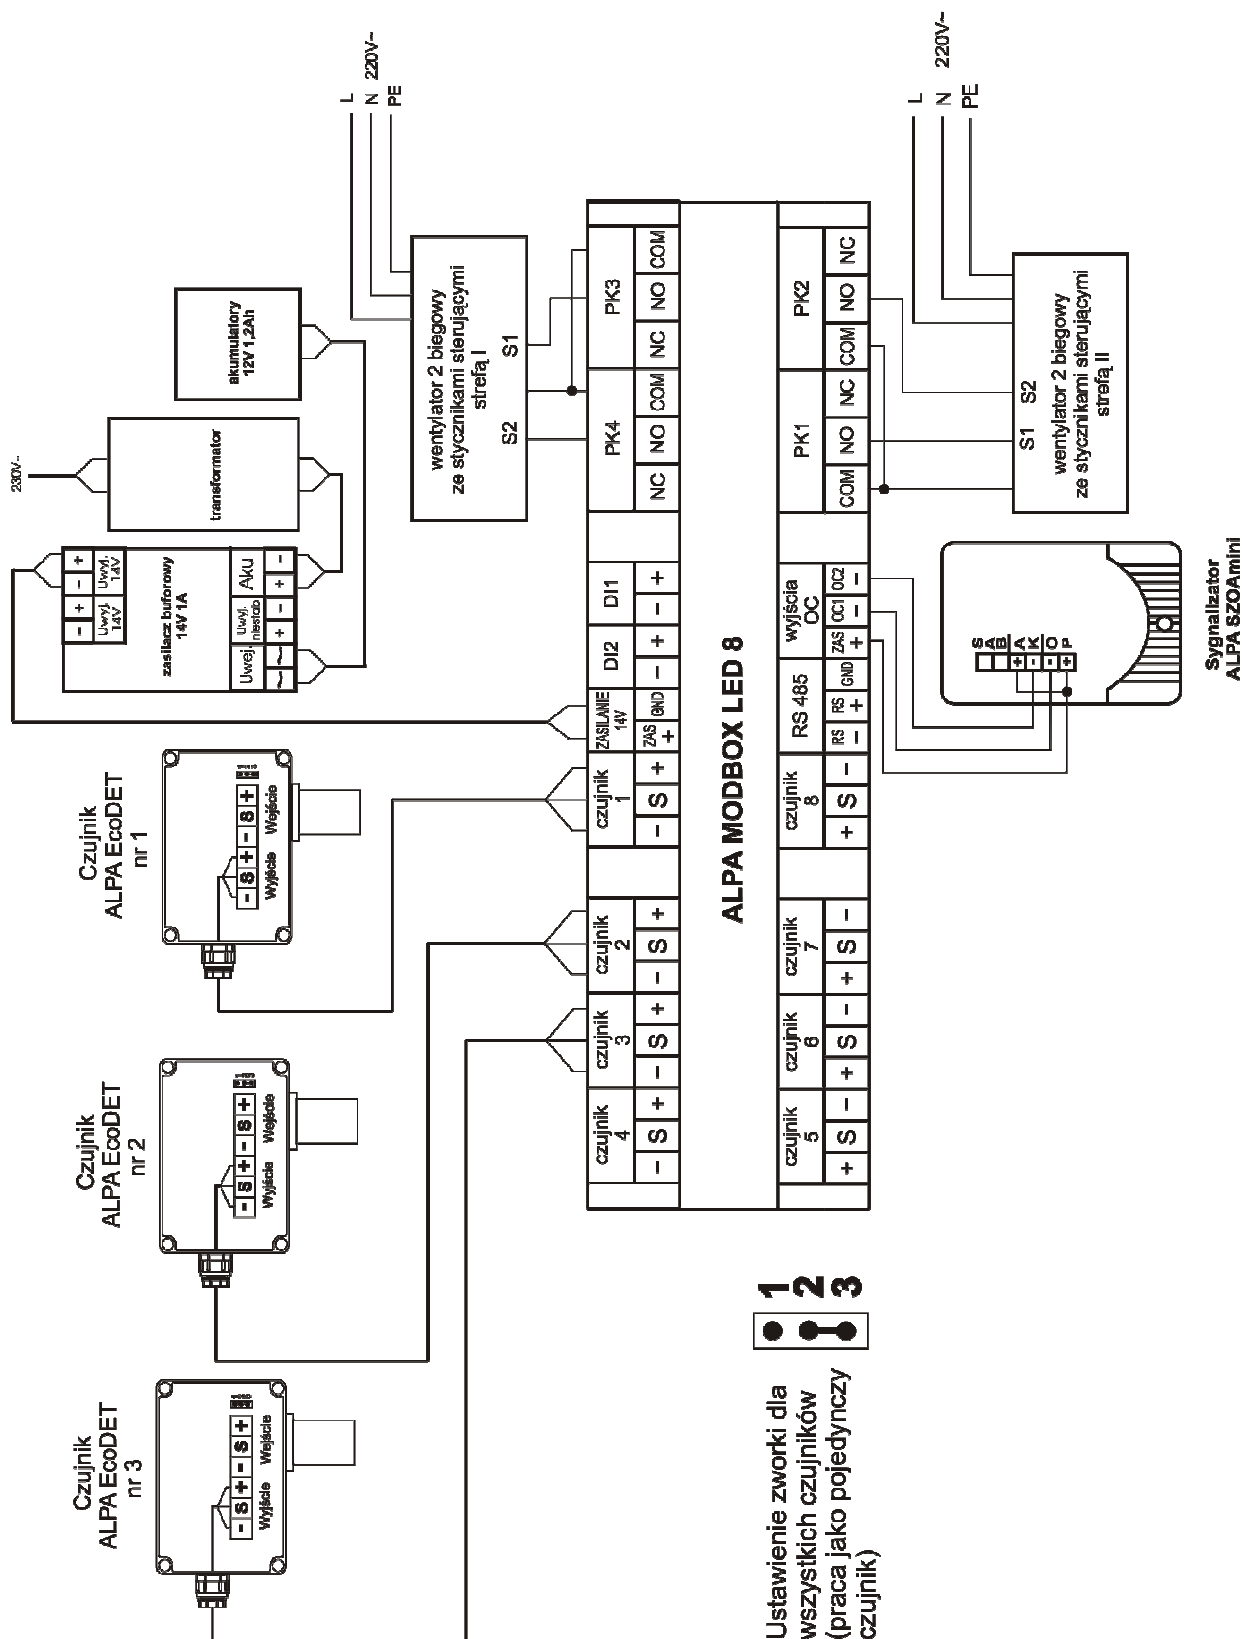 Czujnik
ALPA EcoDET
nr 3
- S + - S +
Wyjście Wejście
Czujnik
ALPA EcoDET
nr 2
- S + - S +
Wyjście Wejście
Czujnik
ALPA EcoDET
nr 1
- S + - S +
Wyjście Wejście
230V~
zasilacz buforowy
14V 1A
- + - +
Uwyj.
14V
Uwyj.
14V
Uwej.
Uwyj.
niestab
Aku
+ - + -
transformator
akumulatory
12V 1,2Ah
L
N 220V~
PE
wentylator 2 biegowy
ze stycznikami sterującymi
strefą I
S2 S1
czujnik
4
- S +
czujnik
3
- S +
czujnik
2
- S +
czujnik
1
- S +
ZASILANIE
14V
ZAS
+
GND
DI2
- +
DI1
- +
PK4
NC NO COM
PK3
NC NO COM
ALPA MODBOX LED 8
czujnik
5
+ S -
czujnik
6
+ S -
czujnik
7
+ S -
czujnik
8
+ S -
RS 485
RS
-
RS
+
GND
wyjścia
OC
ZAS
+
OC1
-
OC2
-
PK1
COM NO NC
PK2
COM NO NC
L
N 220V~
PE
S1 S2
wentylator 2 biegowy
ze stycznikami sterującymi
strefą II
S
A
B
+ A
- K
- O
+ P
Sygnalizator
ALPA SZOAmini
Ustawienie zworki dla
wszystkich czujników
(praca jako pojedynczy
czujnik)
1
2
3